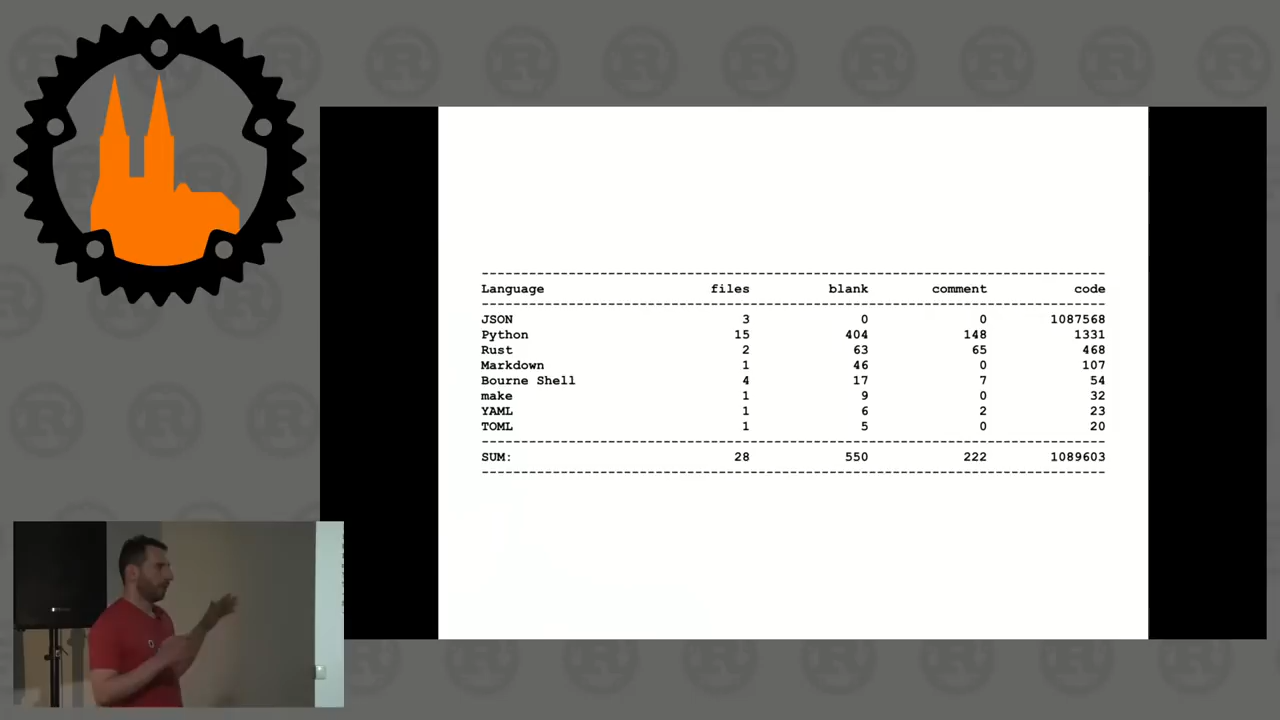 --------------------------------------------------------------------------------
Language                     files          blank        comment           code
--------------------------------------------------------------------------------
JSON                             3              0              0        1087568
Python                          15            404            148           1331
Rust                             2             63             65            468
Markdown                         1             46              0            107
Bourne Shell                     4             17              7             54
make                             1              9              0             32
YAML                             1              6              2             23
TOML                             1              5              0             20
--------------------------------------------------------------------------------
SUM:                            28            550            222        1089603
--------------------------------------------------------------------------------